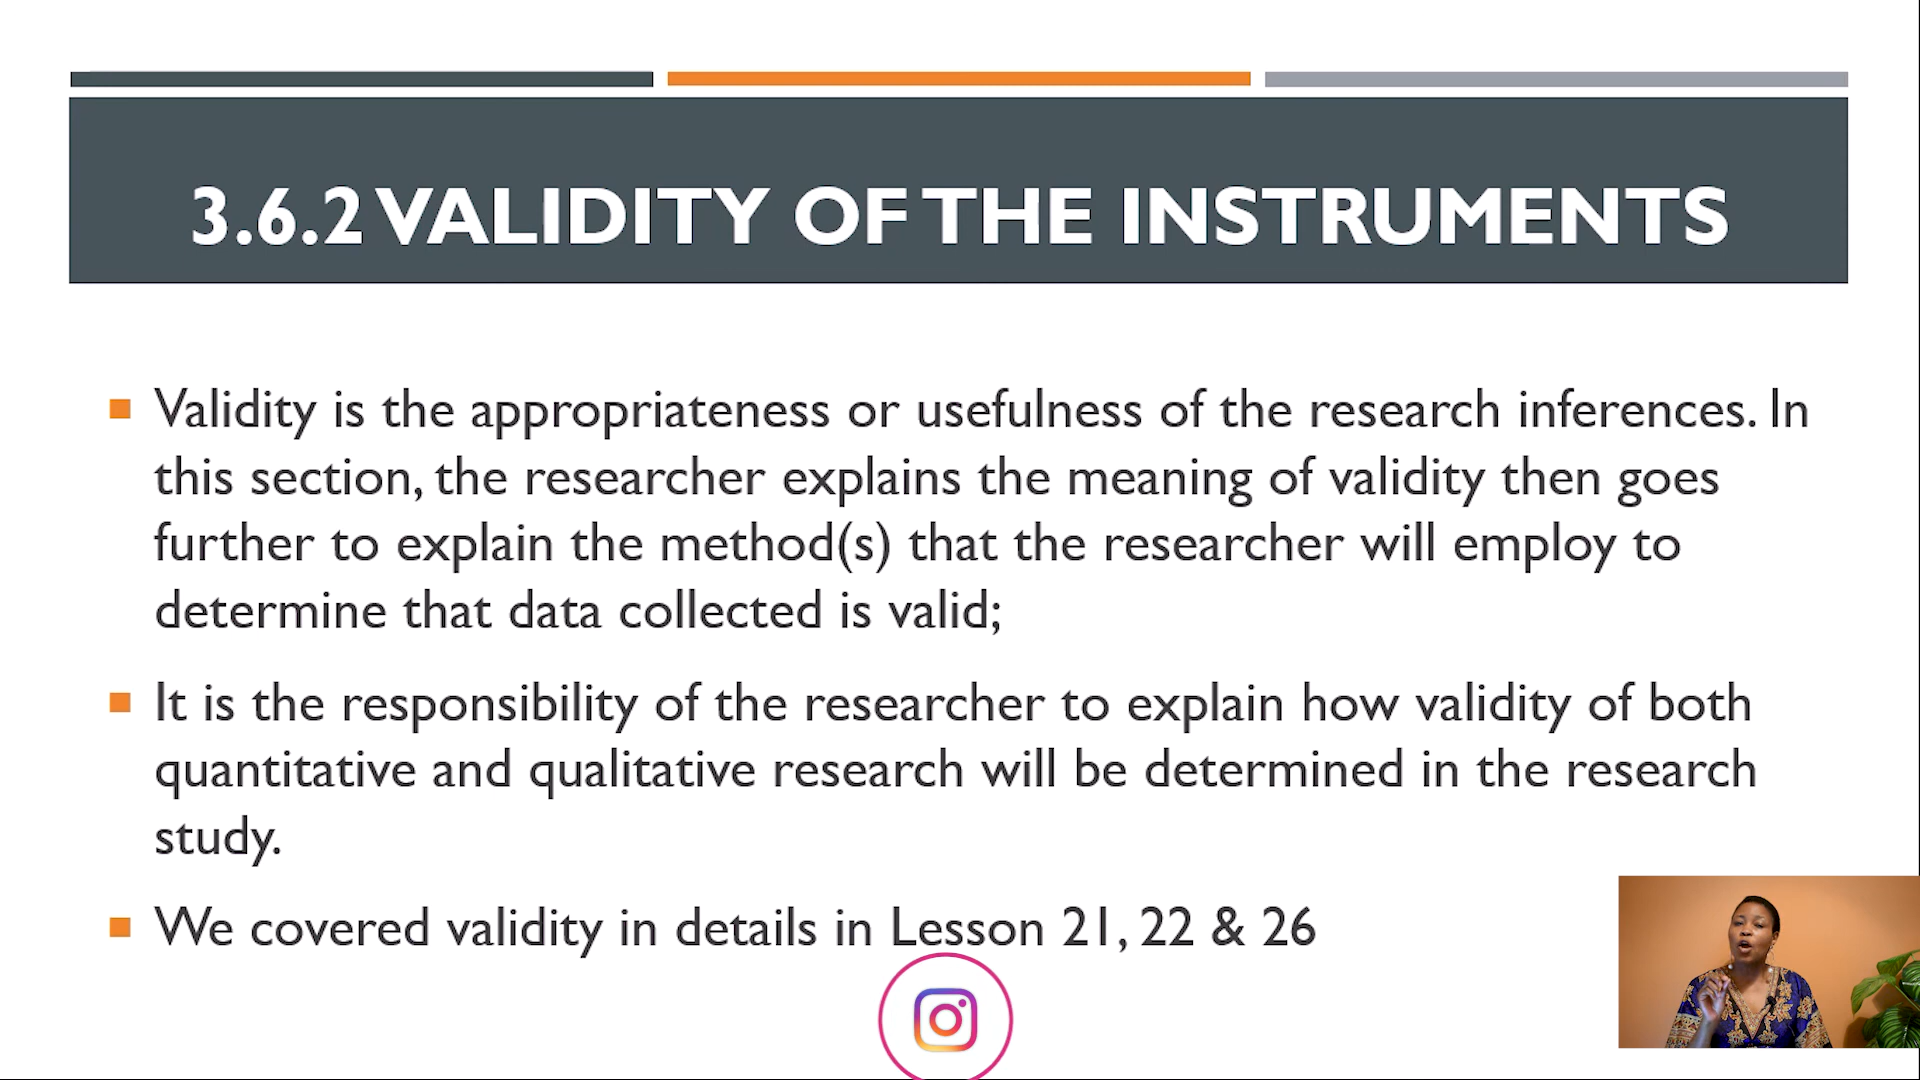 3.6.2 VALIDITY OF THE INSTRUMENTS
Validity is the appropriateness or usefulness of the research inferences. In
this section, the researcher explains the meaning of validity then goes
further to explain the method(s) that the researcher will employ to
determine that data collected is valid;
It is the responsibility of the researcher to explain how validity of both
quantitative and qualitative research will be determined in the research
study.
We covered validity in details in Lesson 21, 22 & 26